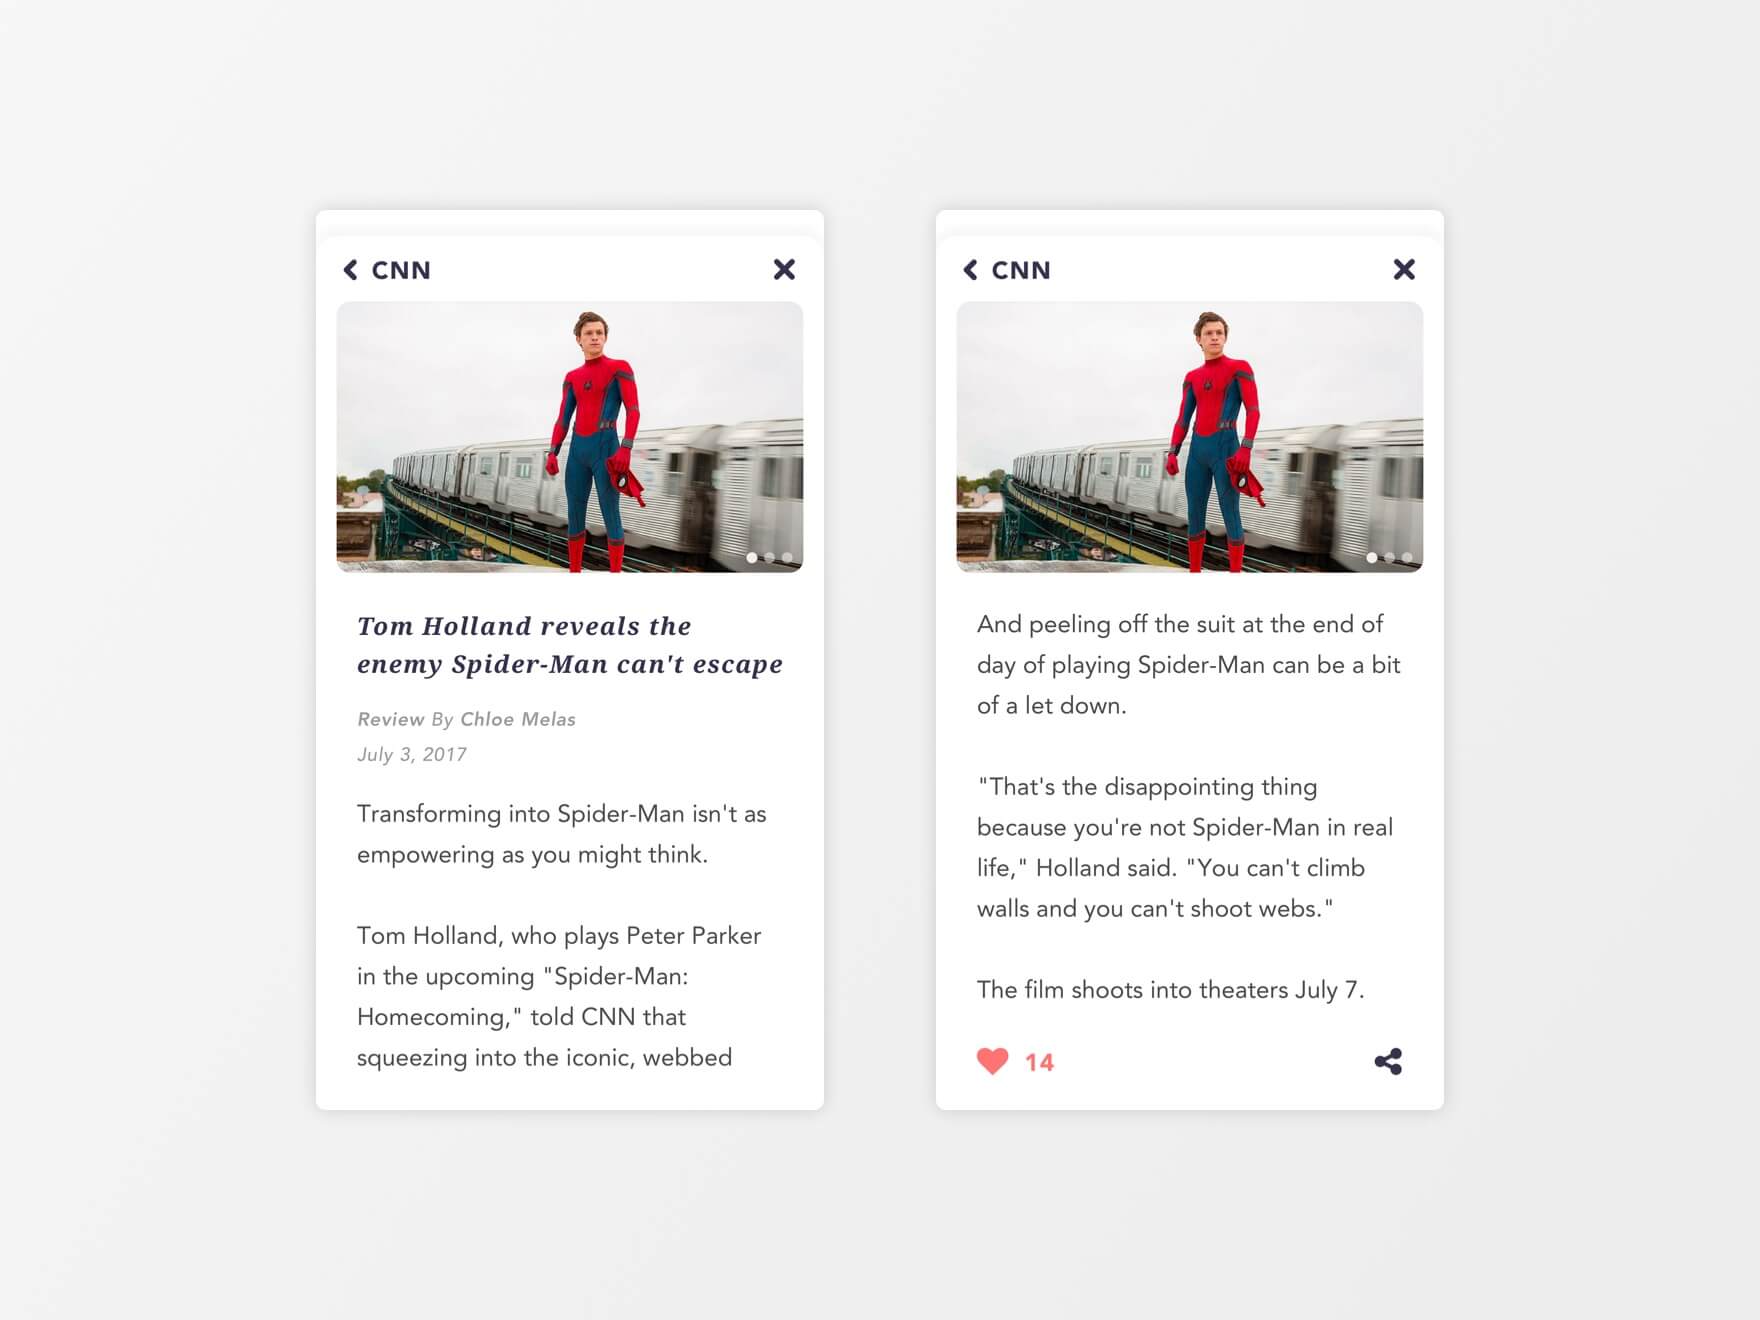 CNN
Tom Holland reveals the
enemy Spider-Man can't escape
Review By Chloe Melas
July 3, 2017
Transforming into Spider-Man isn't as
empowering as you might think.
Tom Holland, who plays Peter Parker
in the upcoming "Spider-Man:
Homecoming," told CNN that
squeezing into the iconic, webbed
CNN
And peeling off the suit at the end of
day of playing Spider-Man can be a bit
of a let down.
"That's the disappointing thing
because you're not Spider-Man in real
life," Holland said. "You can't climb
walls and you can't shoot webs."
The film shoots into theaters July 7.
14